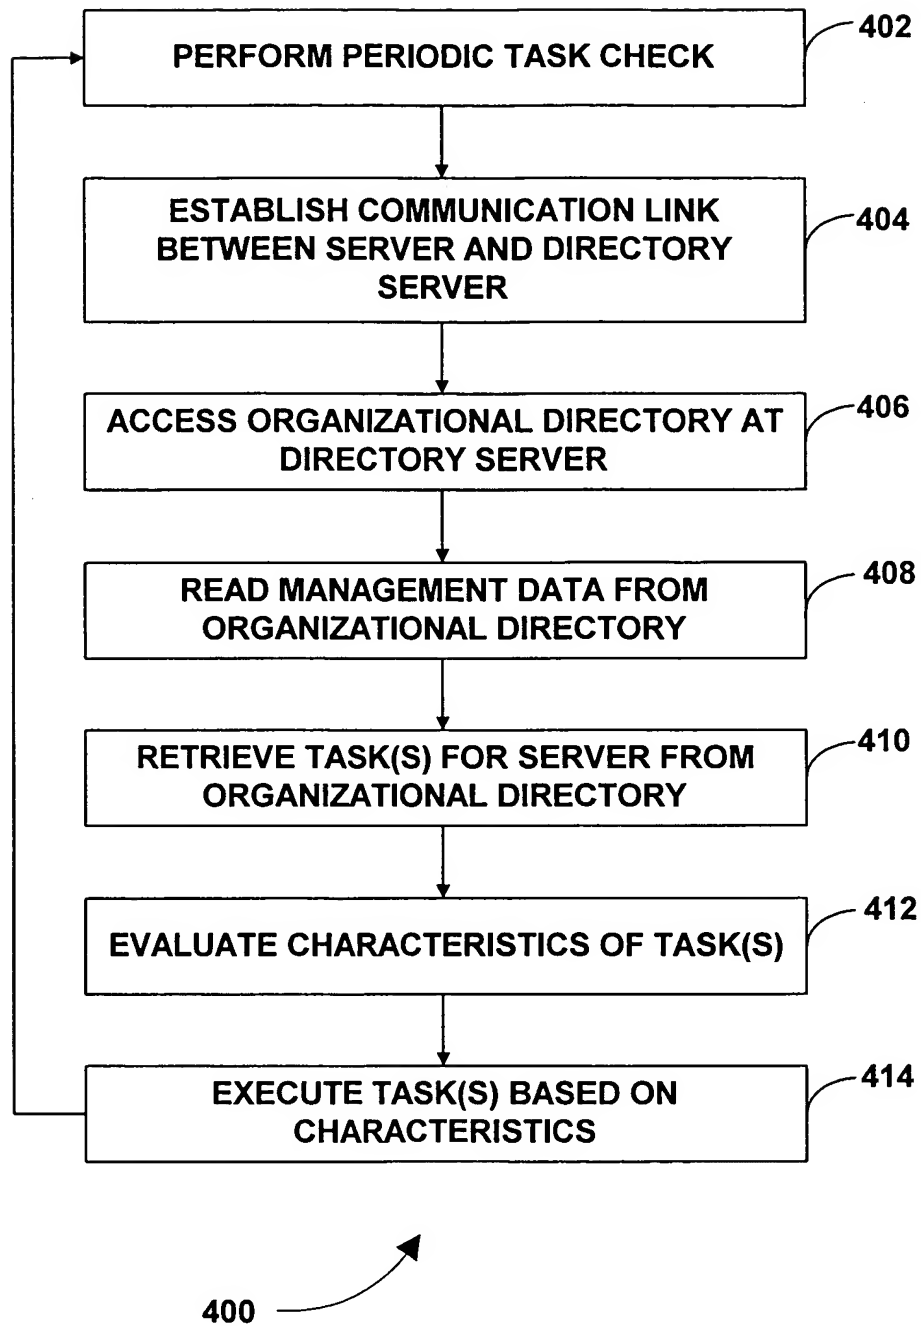 PERFORM PERIODIC TASK CHECK
402
ESTABLISH COMMUNICATION LINK
BETWEEN SERVER AND DIRECTORY
SERVER
404
ACCESS ORGANIZATIONAL DIRECTORY AT
DIRECTORY SERVER
406
READ MANAGEMENT DATA FROM
ORGANIZATIONAL DIRECTORY
408
RETRIEVE TASK(S) FOR SERVER FROM
ORGANIZATIONAL DIRECTORY
410
EVALUATE CHARACTERISTICS OF TASK(S)
412
EXECUTE TASK(S) BASED ON
CHARACTERISTICS
414
400